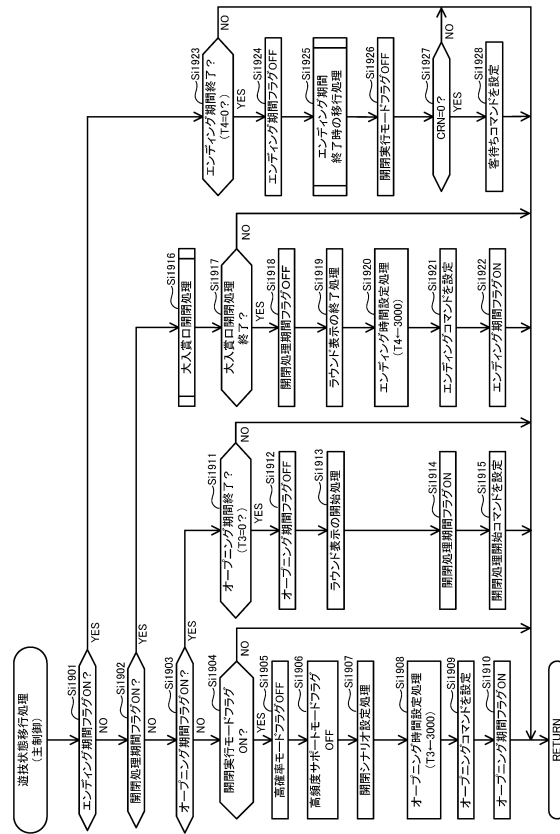 遊技状態移行処理
(主制御)
Si1901
エンディング期間フラグON?
YES
NO
Si1902
開閉処理期間フラグON?
YES
NO
Si1903
オープニング期間フラグON?
YES
NO
Si1904
開閉実行モードフラグ
ON?
NO
YES
Si1905
高確率モードフラグOFF
Si1906
高頻度サポートモードフラグ
OFF
Si1907
開閉シナリオ設定処理
Si1908
オープニング時間設定処理
(T3←3000)
Si1909
オープニングコマンドを設定
Si1910
オープニング期間フラグON
RETURN
Si1911
オープニング期間終了?
(T3=0?)
NO
YES
Si1912
オープニング期間フラグOFF
Si1913
ラウンド表示の開始処理
Si1914
開閉処理期間フラグON
Si1915
開閉処理開始コマンドを設定
Si1916
大入賞口開閉処理
Si1917
大入賞口開閉処理
終了?
NO
YES
Si1918
開閉処理期間フラグOFF
Si1919
ラウンド表示の終了処理
Si1920
エンディング時間設定処理
(T4←3000)
Si1921
エンディングコマンドを設定
Si1922
エンディング期間フラグON
Si1923
エンディング期間終了?
(T4=0?)
NO
YES
Si1924
エンディング期間フラグOFF
Si1925
エンディング期間
終了時の移行処理
Si1926
開閉実行モードフラグOFF
Si1927
CRN=0?
NO
YES
Si1928
客待ちコマンドを設定